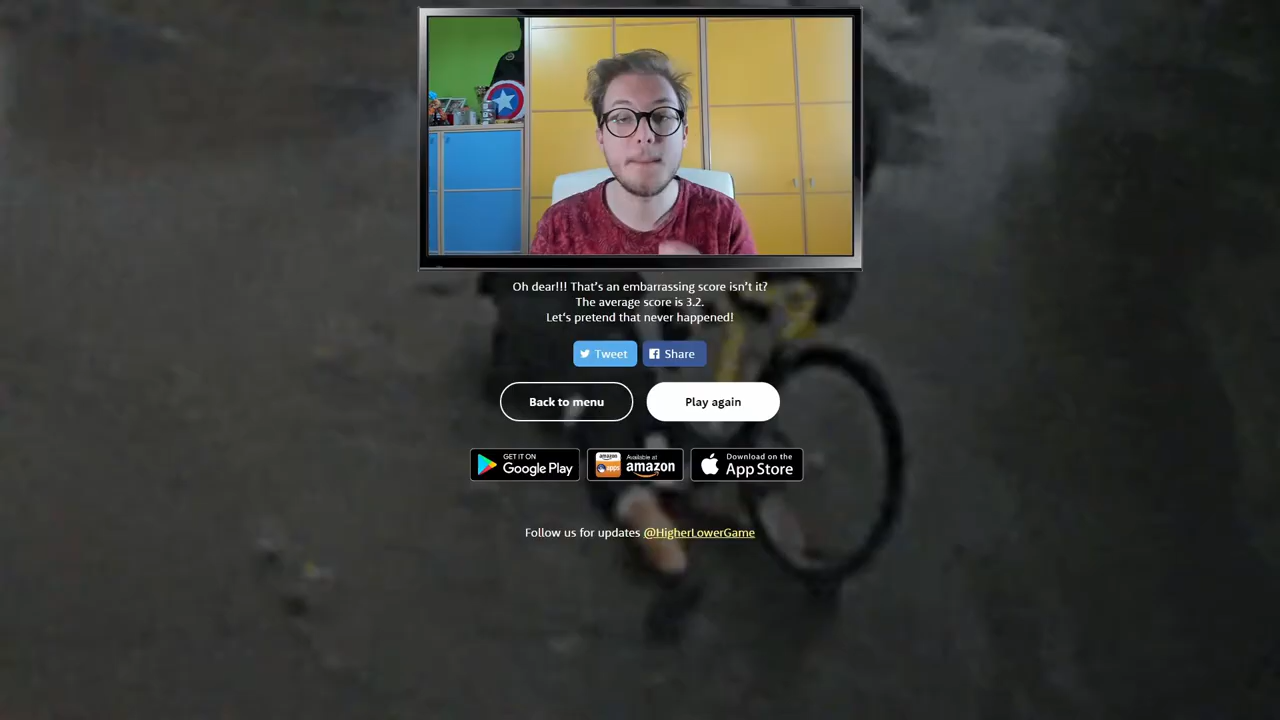 Oh dear!!! That's an embarrassing score isn't it?
The average score is 3.2.
Let's pretend that never happened!
Tweet
Share
Back to menu
Play again
GET IT ON
Google Play
amazon
apps
Available at
amazon
Download on the
App Store
Follow us for updates @HigherLowerGame